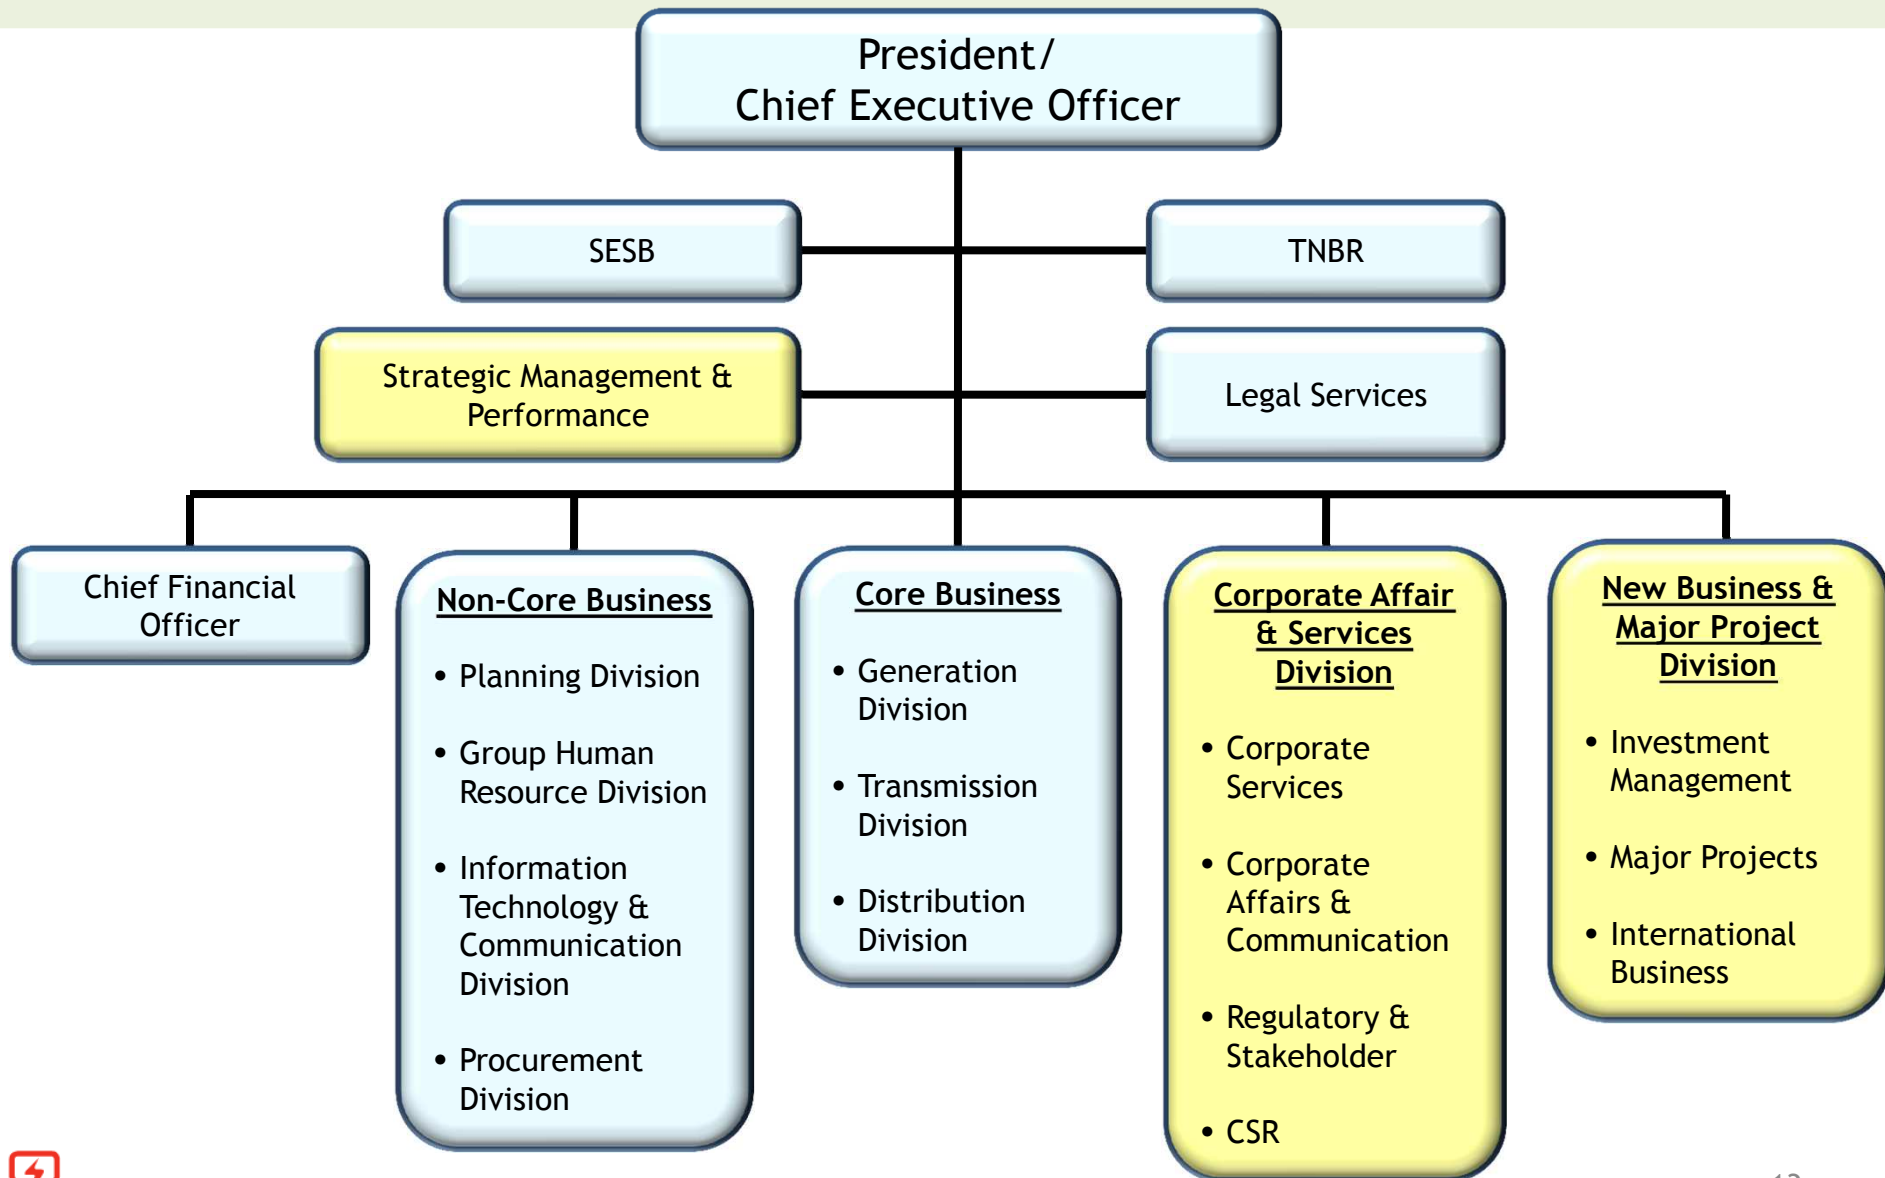 President/
Chief Executive Officer
SESB
TNBR
Strategic Management &
Performance
Legal Services
Chief Financial
Officer
Non-Core Business
• Planning Division
• Group Human
Resource Division
• Information
Technology &
Communication
Division
• Procurement
Division
Core Business
• Generation
Division
• Transmission
Division
• Distribution
Division
Corporate Affair
& Services
Division
• Corporate
Services
• Corporate
Affairs &
Communication
• Regulatory &
Stakeholder
• CSR
New Business &
Major Project
Division
• Investment
Management
• Major Projects
• International
Business